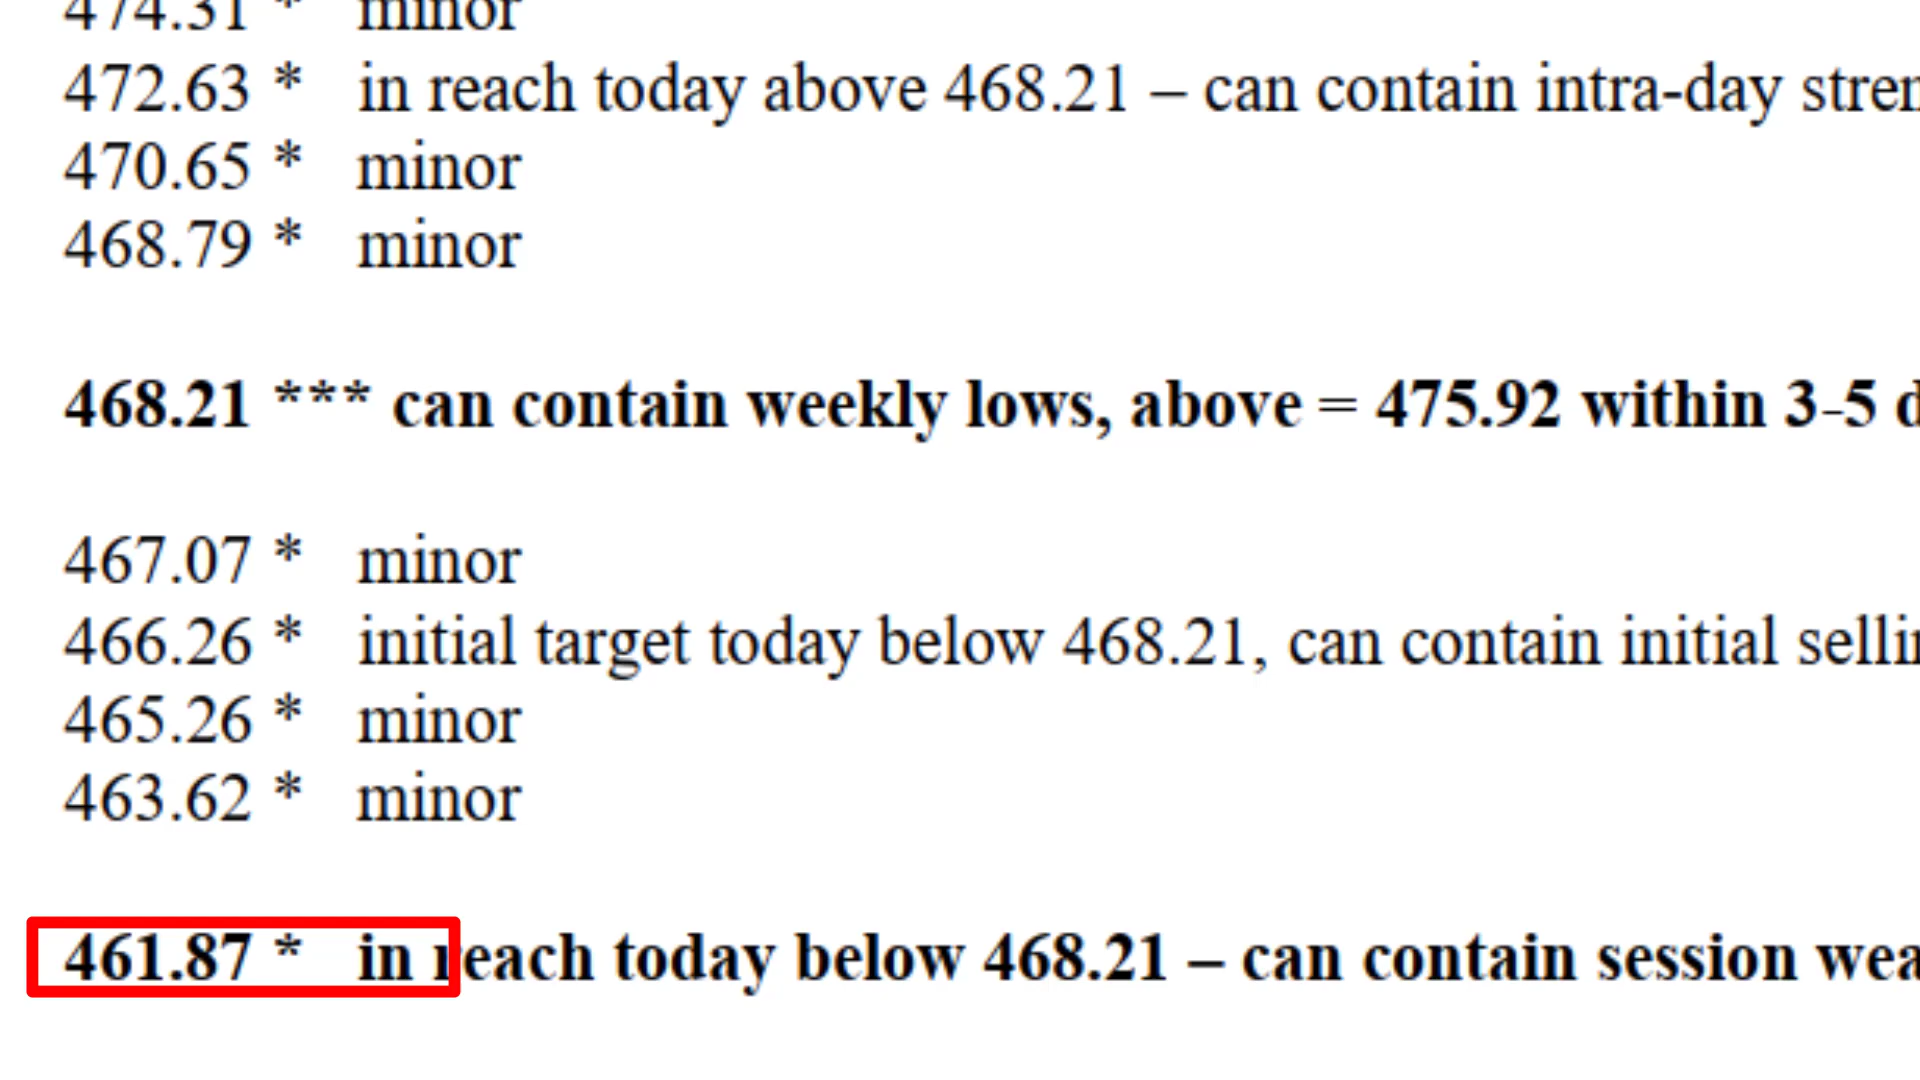 474.31 * minor
472.63 * in reach today above 468.21 – can contain intra-day
470.65 * minor
468.79 * minor
468.21 *** can contain weekly lows, above = 475.92 within 3-5
467.07 * minor
466.26 * initial target today below 468.21, can contain initial
465.26 * minor
463.62 * minor
461.87 * in reach today below 468.21 – can contain session